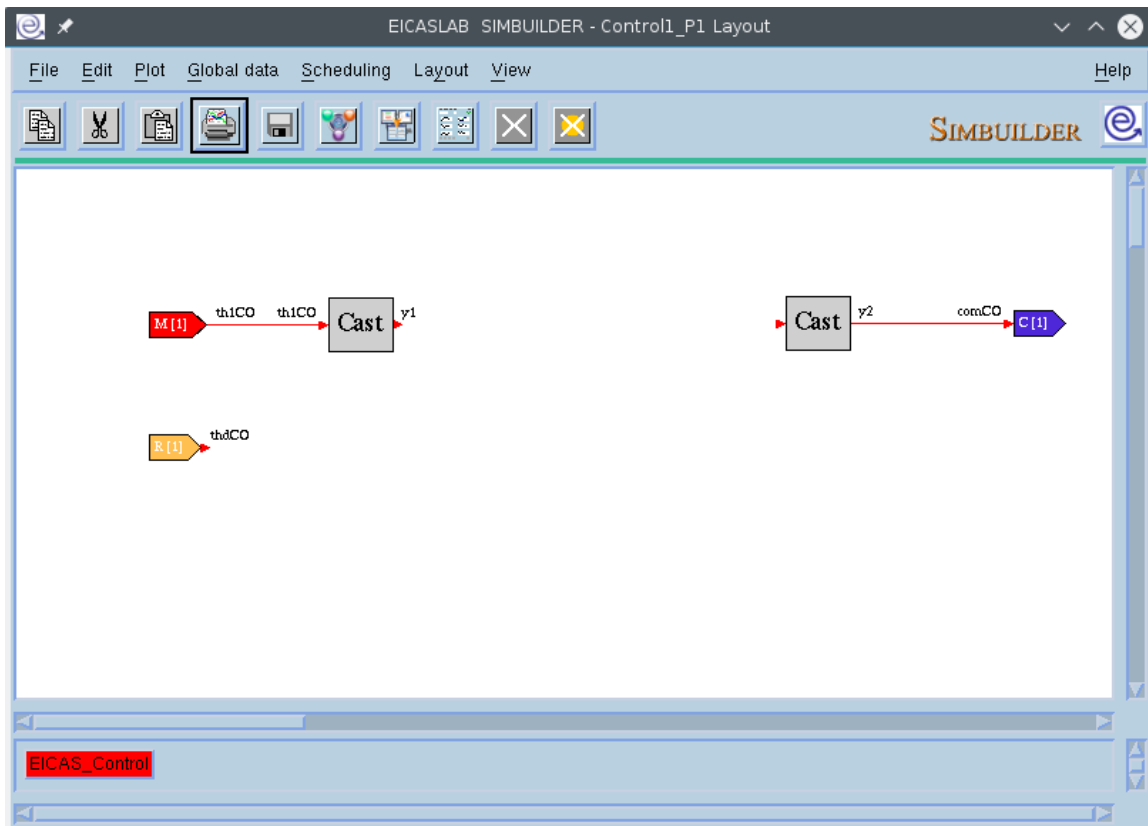 EICASLAB SIMBUILDER - Control1_P1 Layout
File Edit Plot Global data Scheduling Layout View Help
SIMBUILDER
th1CO th1CO y1 y2 comCO
M [1] Cast Cast C [1]
thdCO
R [1]
EICAS_Control